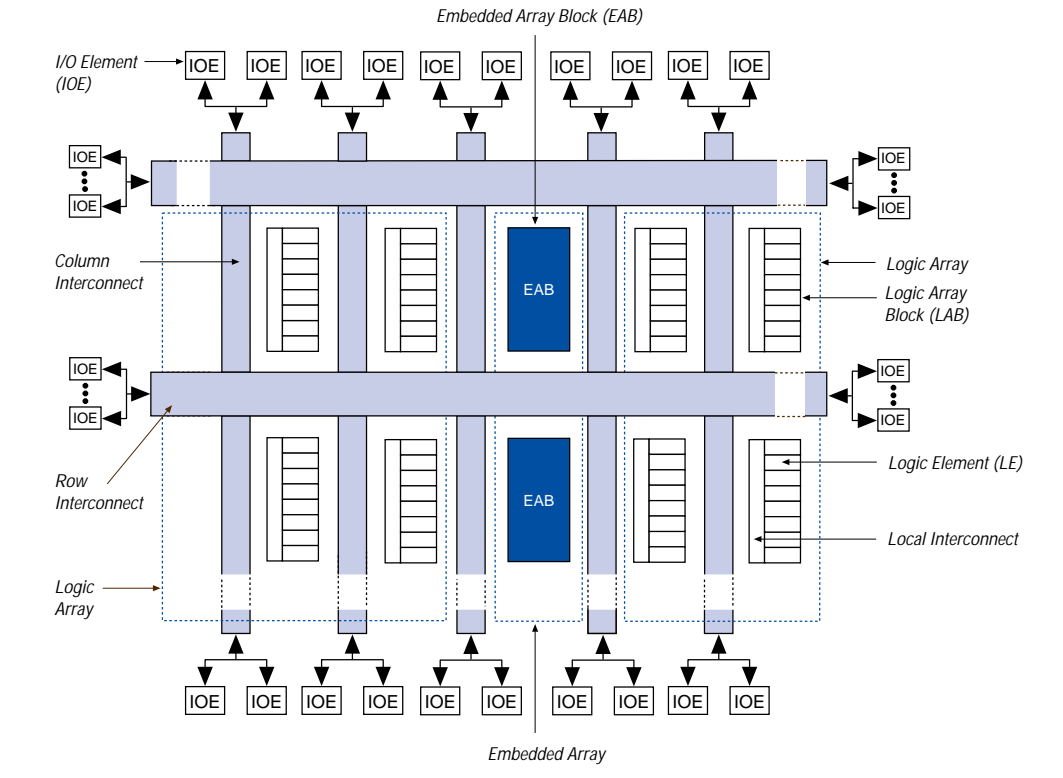 Embedded Array Block (EAB)
I/O Element
(IOE)
IOE IOE IOE IOE IOE IOE IOE IOE IOE IOE
IOE
IOE
IOE
IOE
Column
Interconnect
EAB
Logic Array
Logic Array
Block (LAB)
IOE
IOE
IOE
IOE
Row
Interconnect
EAB
Logic Element (LE)
Local Interconnect
Logic
Array
IOE IOE IOE IOE IOE IOE IOE IOE IOE IOE
Embedded Array